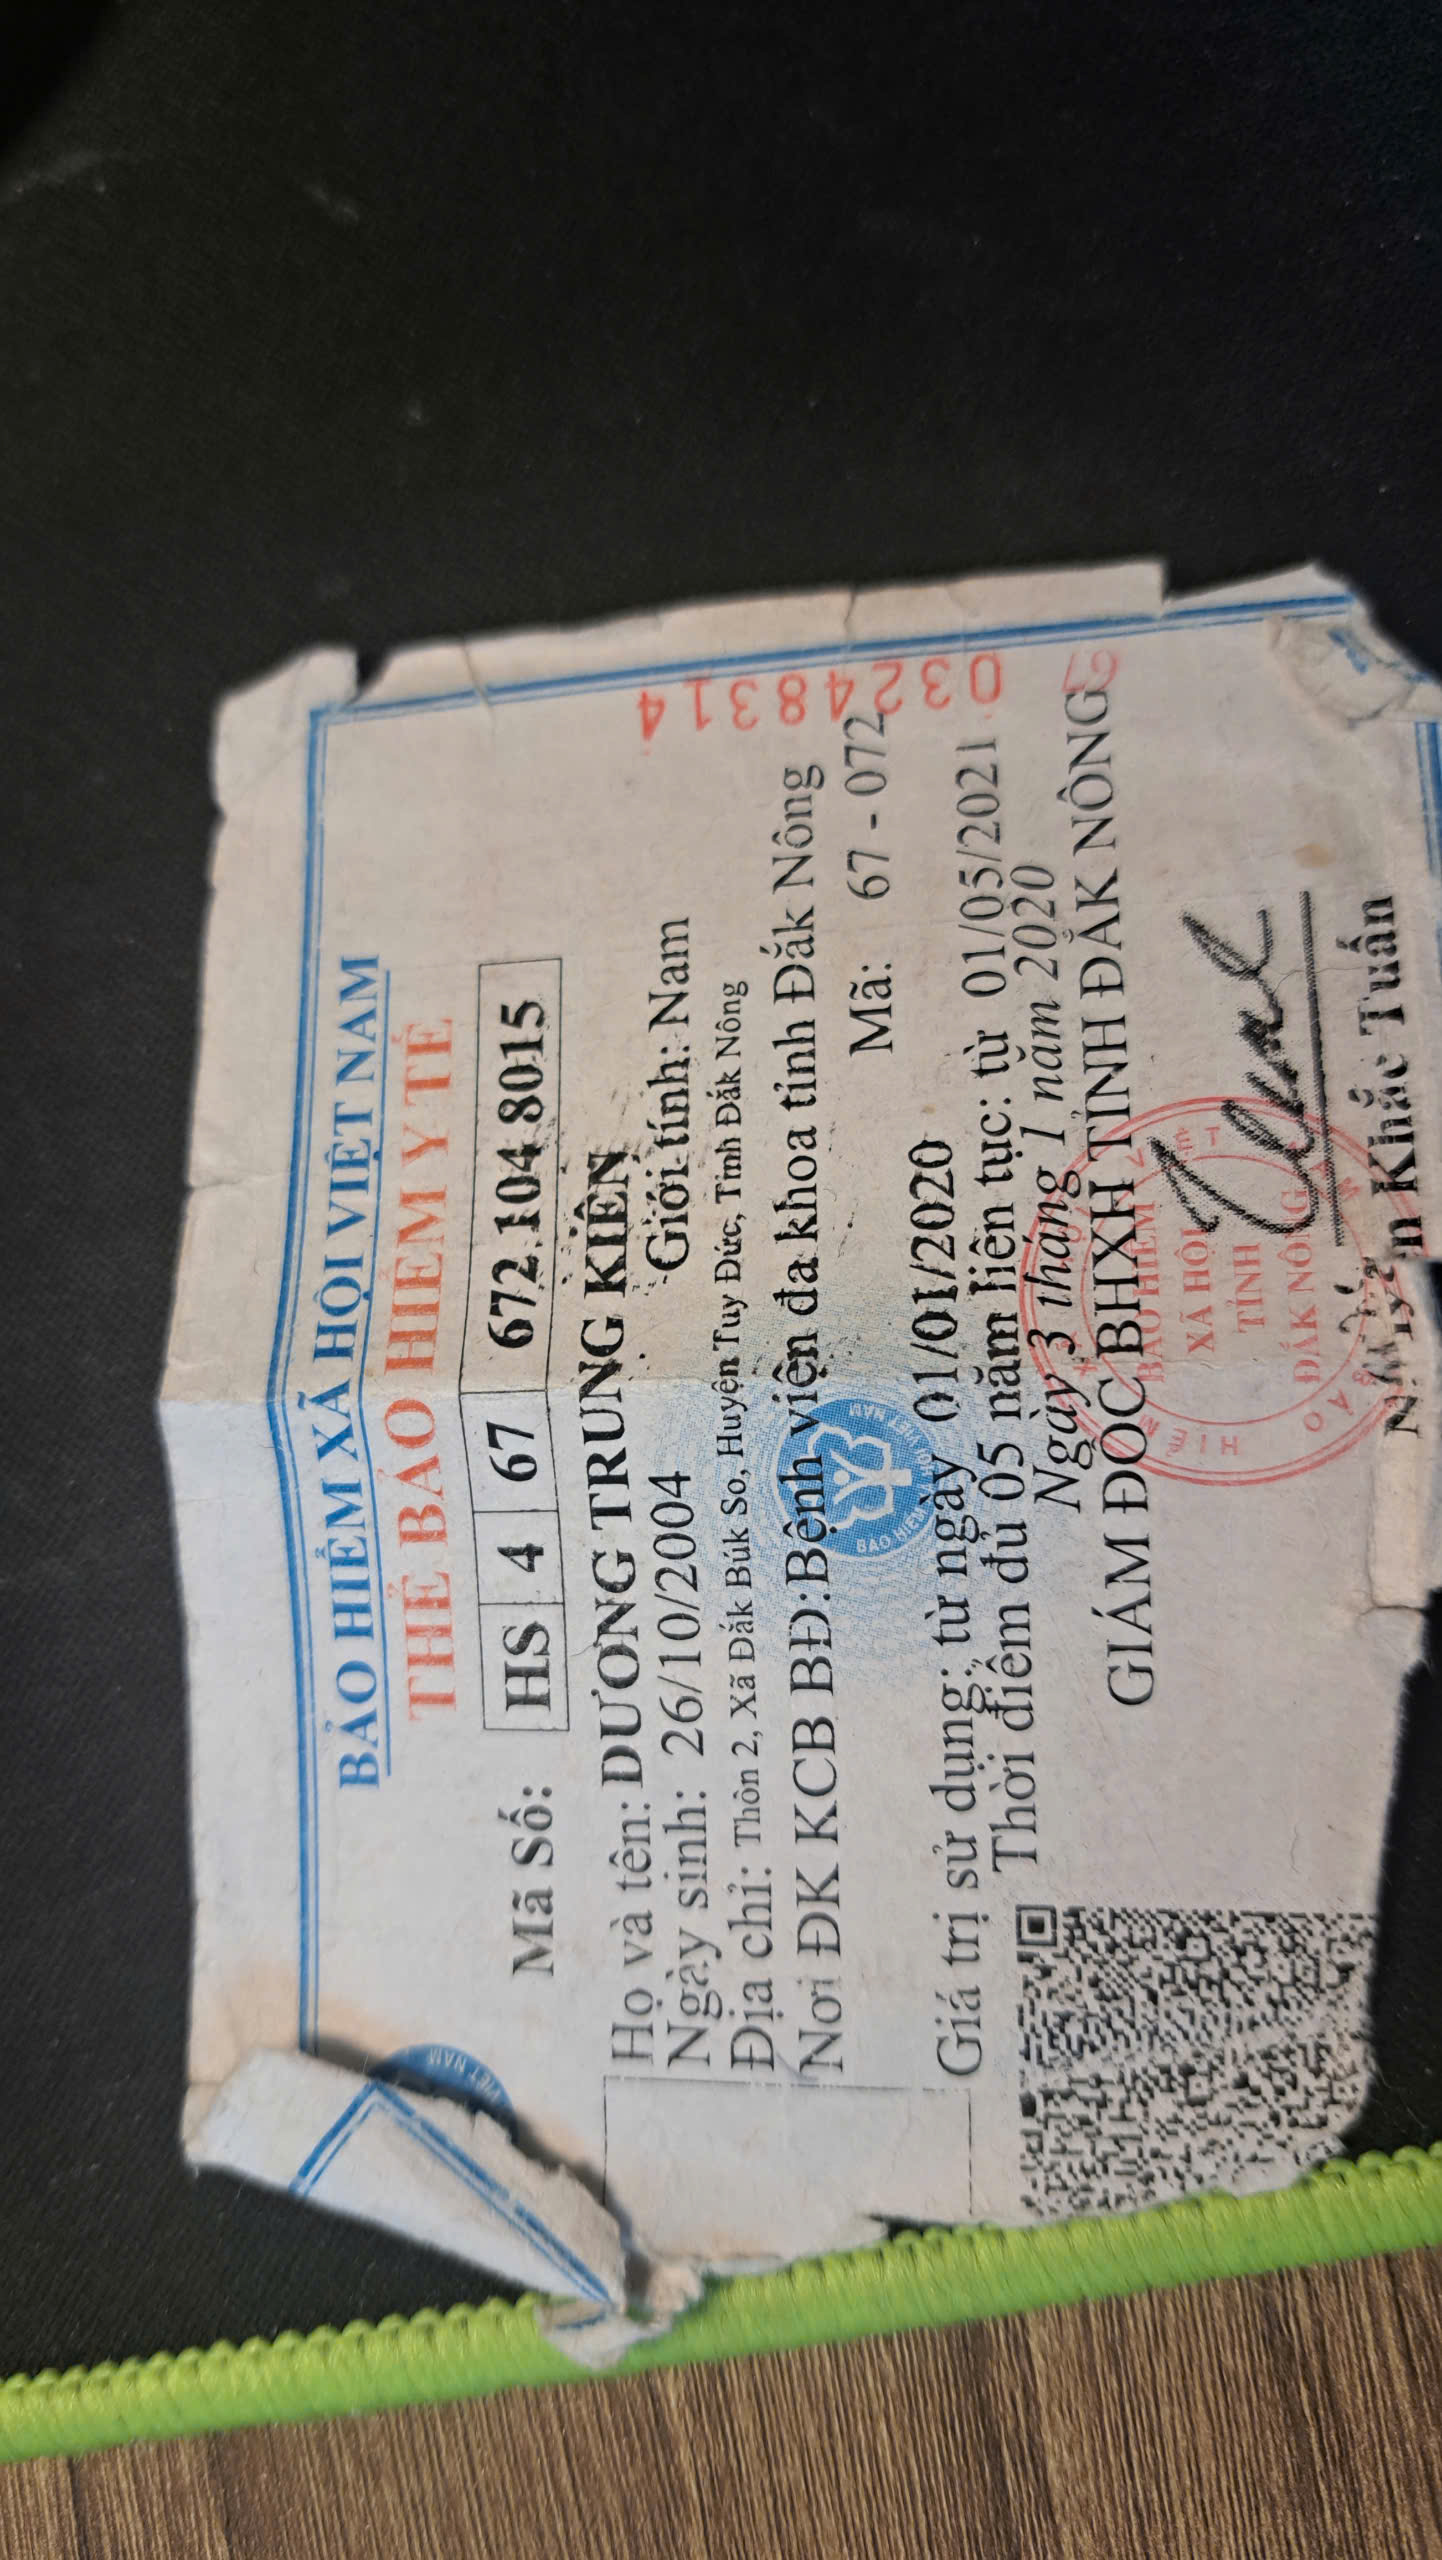 BẢO HIỂM XÃ HỘI VIỆT NAM
THẺ BẢO HIỂM Y TẾ
Mã Số: HS 4 67 672 104 8015
Họ và tên: DƯƠNG TRUNG KIÊN
Ngày sinh: 26/10/2004 Giới tính: Nam
Địa chỉ: Thôn 2, Xã Đắk Búk So, Huyện Tuy Đức, Tỉnh Đắk Nông
Nơi ĐK KCB BĐ: Bệnh viện đa khoa tỉnh Đắk Nông
Mã: 67 - 072
Giá trị sử dụng: từ ngày 01/01/2020
Thời điểm đủ 05 năm liên tục: từ 01/05/2021
Ngày 3 tháng 1 năm 2020
GIÁM ĐỐC BHXH TỈNH ĐẮK NÔNG
BẢO HIỂM
XÃ HỘI
TỈNH
ĐẮK NÔNG
Khắc Tuấn
67 03248314
VIỆT NAM
BẢO HIỂM